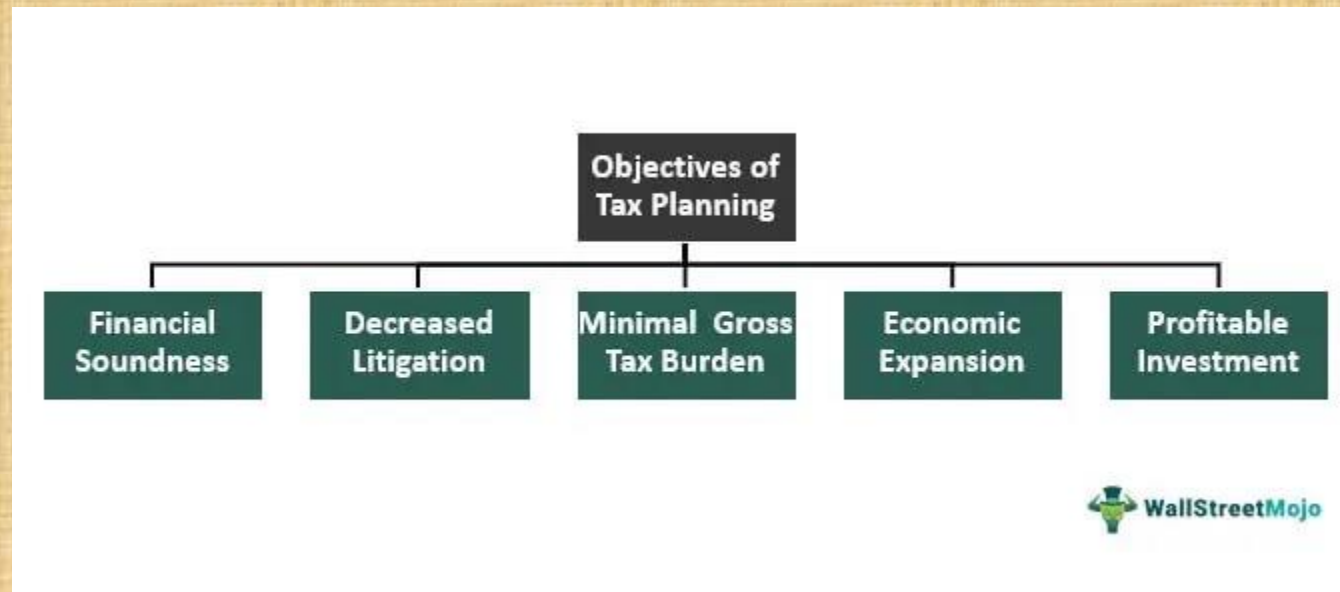 Objectives of
Tax Planning
Financial
Soundness
Decreased
Litigation
Minimal Gross
Tax Burden
Economic
Expansion
Profitable
Investment
WallStreetMojo